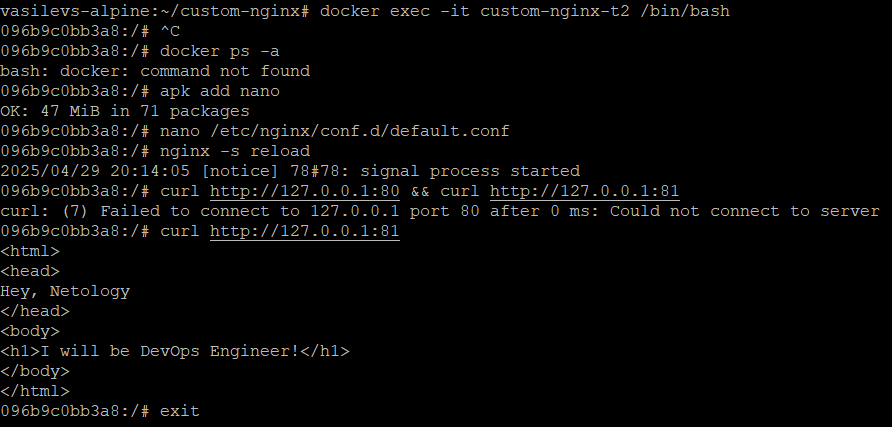 vasilevs-alpine:~/custom-nginx# docker exec -it custom-nginx-t2 /bin/bash
096b9c0bb3a8:/# ^C
096b9c0bb3a8:/# docker ps -a
bash: docker: command not found
096b9c0bb3a8:/# apk add nano
OK: 47 MiB in 71 packages
096b9c0bb3a8:/# nano /etc/nginx/conf.d/default.conf
096b9c0bb3a8:/# nginx -s reload
2025/04/29 20:14:05 [notice] 78#78: signal process started
096b9c0bb3a8:/# curl http://127.0.0.1:80 && curl http://127.0.0.1:81
curl: (7) Failed to connect to 127.0.0.1 port 80 after 0 ms: Could not connect to server
096b9c0bb3a8:/# curl http://127.0.0.1:81
<html>
<head>
Hey, Netology
</head>
<body>
<h1>I will be DevOps Engineer!</h1>
</body>
</html>
096b9c0bb3a8:/# exit